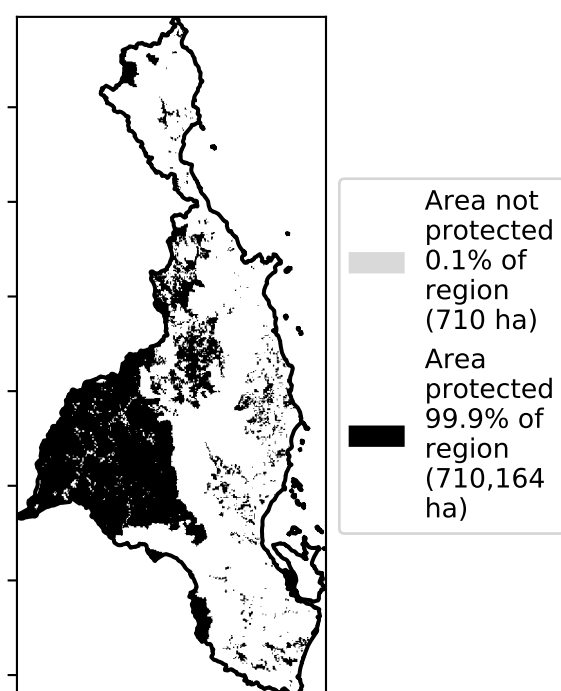 Area not
protected
0.1% of
region
(710 ha)
Area
protected
99.9% of
region
(710,164
ha)